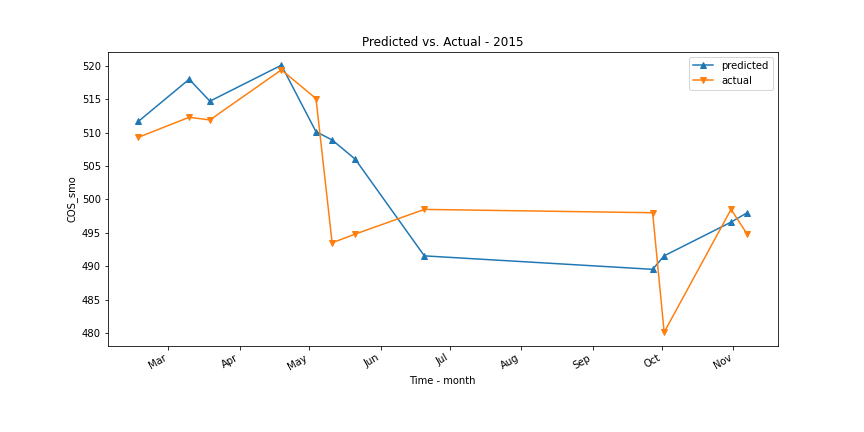 Predicted vs. Actual - 2015
predicted
actual
520
515
510
505
500
495
490
485
480
COS_smo
Mar
Apr
May
Jun
Jul
Aug
Sep
Oct
Nov
Time - month